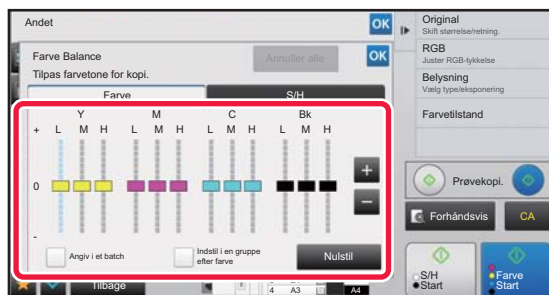 Andet
OK
Farve Balance
Annuller alle
OK
Tilpas farvetone for kopi.
Farve
S/H
Y
M
C
Bk
+
L M H
L M H
L M H
L M H
0
-
+
−
Angiv i et batch
Indstil i en gruppe
efter farve
Nulstil
Tilbage
4 A3
A4
Original
Skift størrelse/retning.
RGB
Juster RGB-tykkelse
Belysning
Vælg type/eksponering
Farvetilstand
Prøvekopi.
Forhåndsvis
CA
S/H
Start
Farve
Start